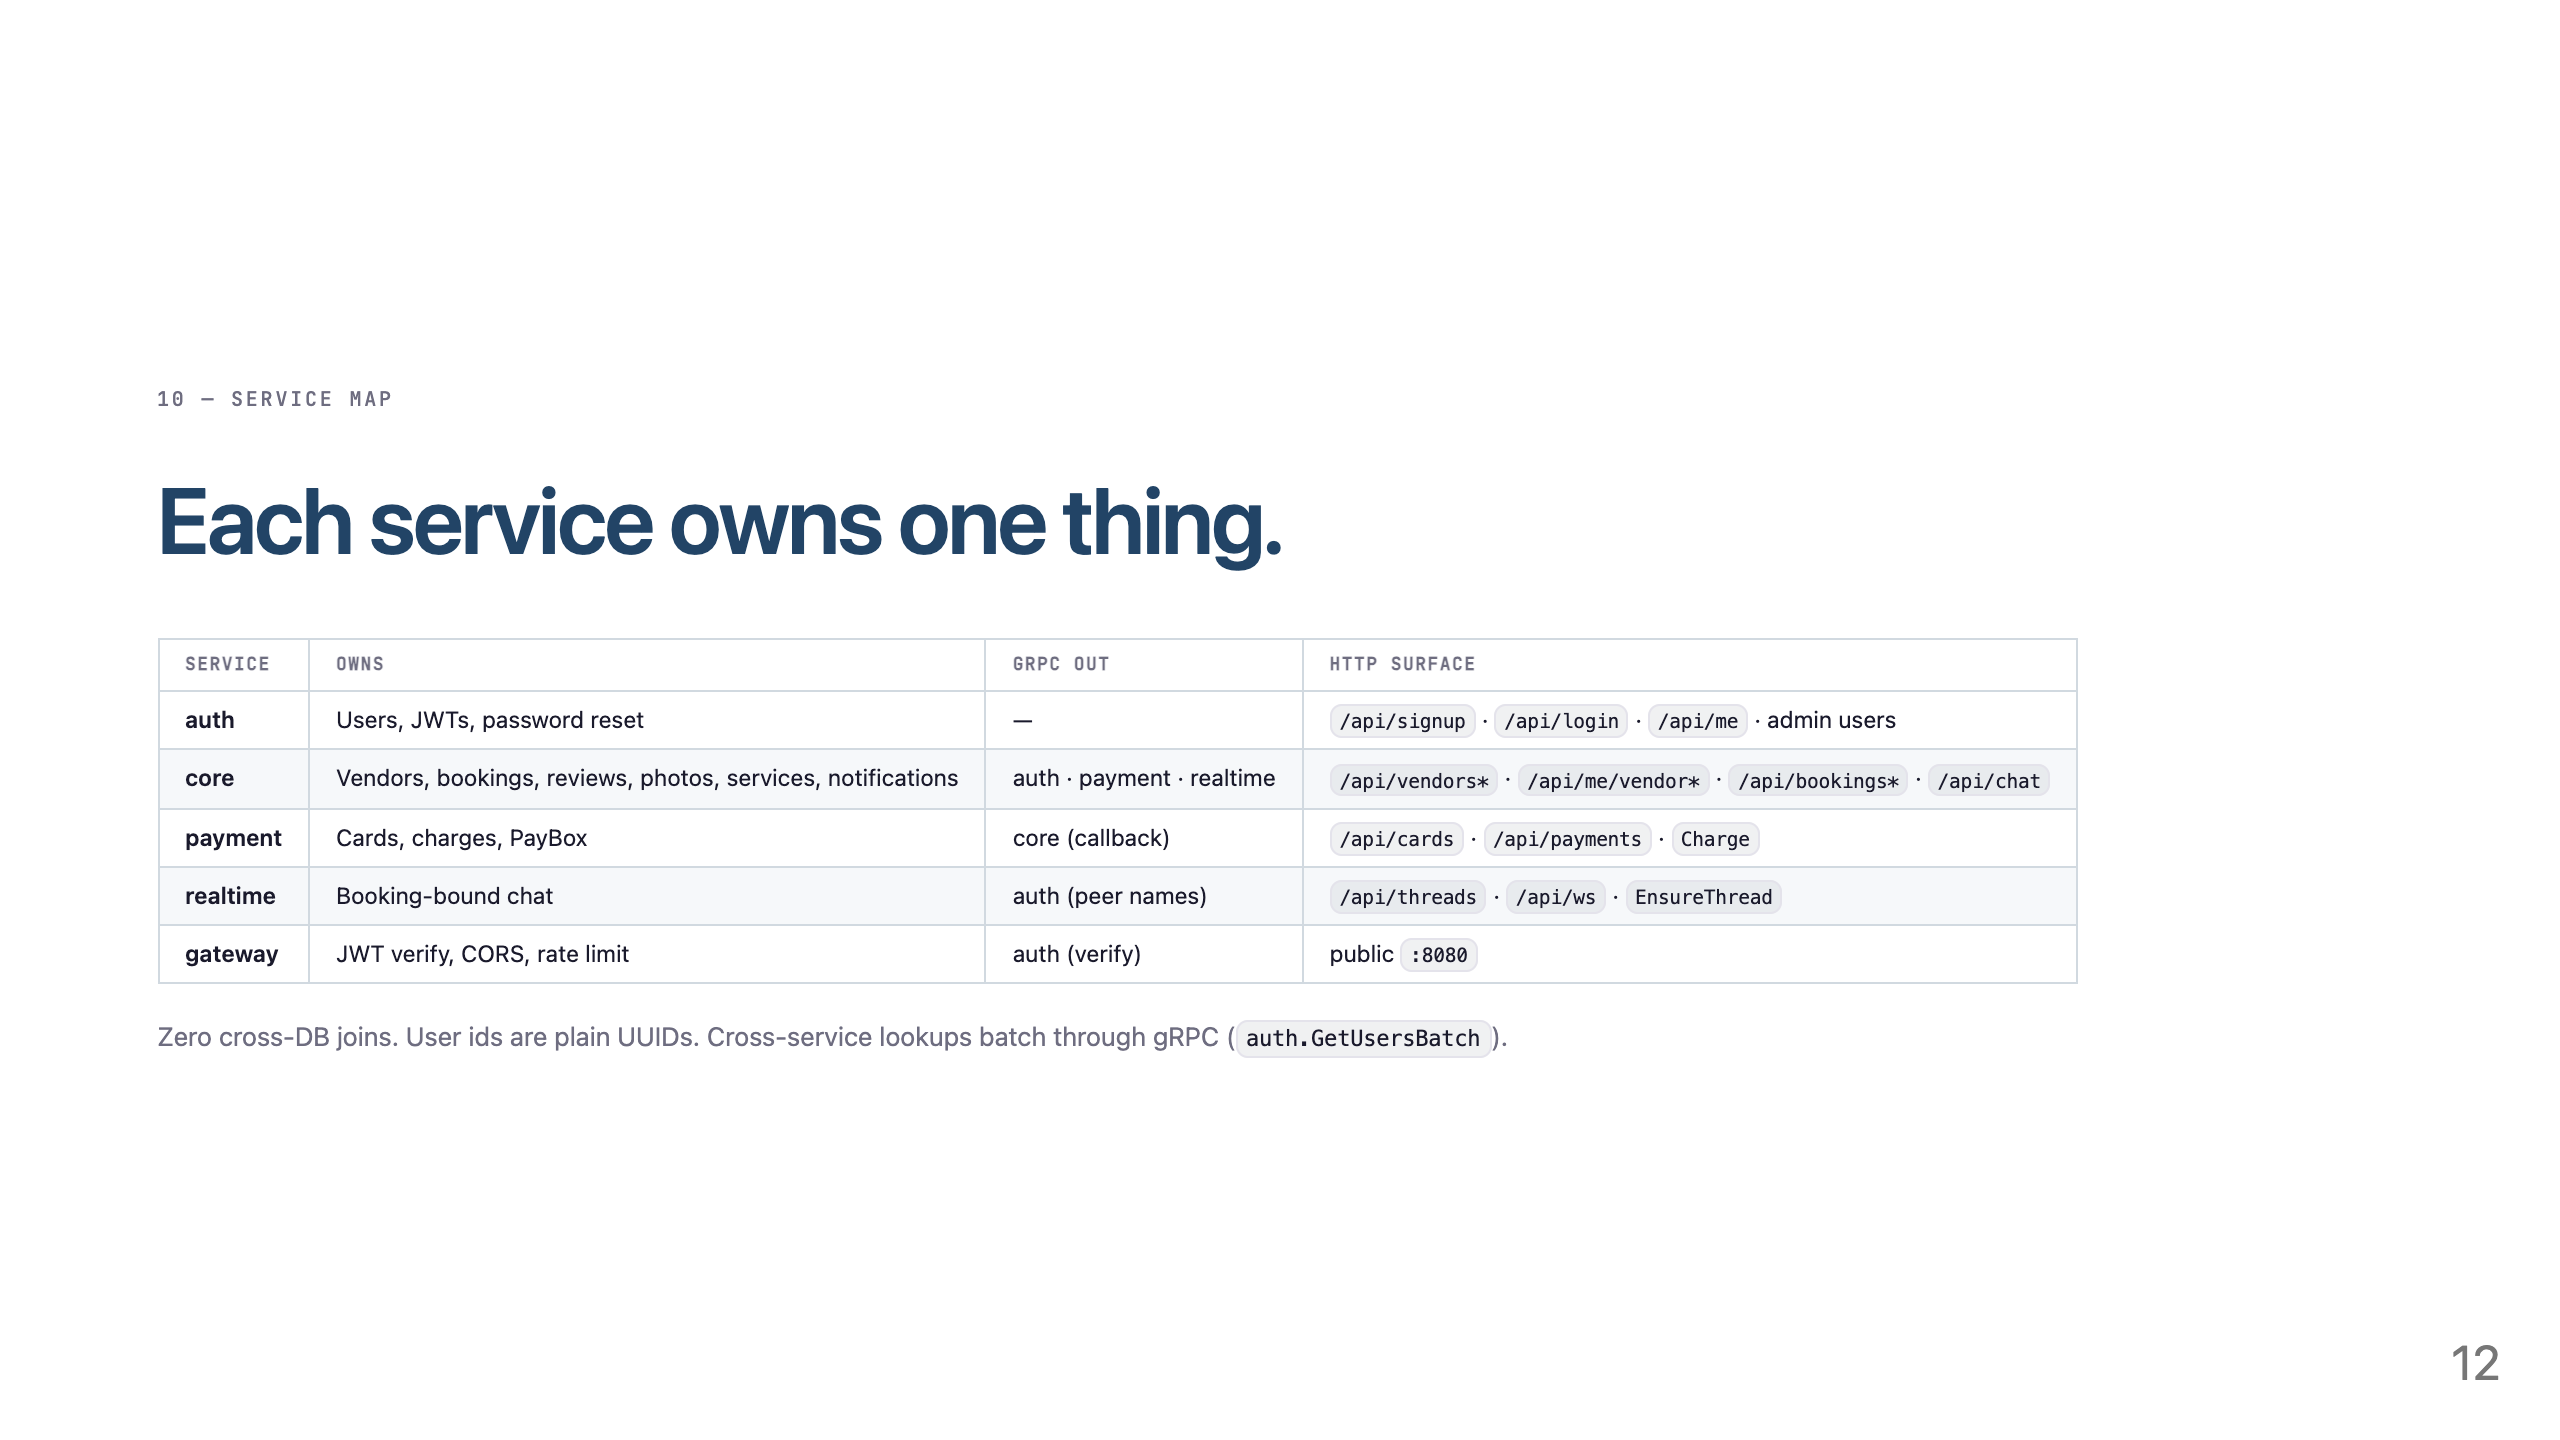 10 — SERVICE MAP
Each service owns one thing.
SERVICE OWNS GRPC OUT HTTP SURFACE
auth Users, JWTs, password reset — /api/signup · /api/login · /api/me · admin users
core Vendors, bookings, reviews, photos, services, notifications auth · payment · realtime /api/vendors* · /api/me/vendor* · /api/bookings* · /api/chat
payment Cards, charges, PayBox core (callback) /api/cards · /api/payments · Charge
realtime Booking-bound chat auth (peer names) /api/threads · /api/ws · EnsureThread
gateway JWT verify, CORS, rate limit auth (verify) public :8080
Zero cross-DB joins. User ids are plain UUIDs. Cross-service lookups batch through gRPC (auth.GetUsersBatch).
12